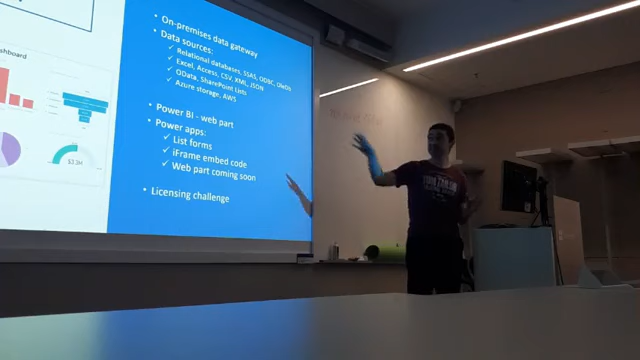 • On-premises data gateway
• Data sources:
✓ Relational databases, SSAS, ODBC, OleDb
✓ Excel, Access, CSV, XML, JSON
✓ OData, SharePoint Lists
✓ Azure storage, AWS
• Power BI - web part
• Power apps:
✓ List forms
✓ iFrame embed code
✓ Web part coming soon
• Licensing challenge